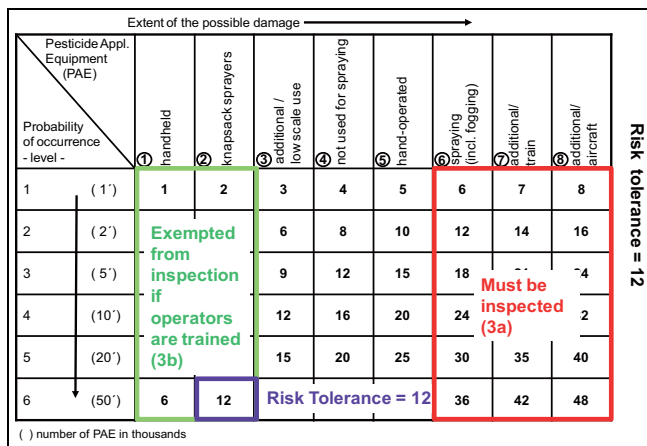 Extent of the possible damage
Pesticide Appl.
Equipment
(PAE)
Probability
of occurrence
- level -
① handheld
② knapsack sprayers
③ additional /
low scale use
④ not used for spraying
⑤ hand-operated
⑥ spraying
(incl. fogging)
⑦ additional/
train
⑧ additional/
aircraft
1 (1´) 1 2 3 4 5 6 7 8
2 (2´) 6 8 10 12 14 16
3 (5´) 9 12 15 18
4 (10´) 12 16 20 24
5 (20´) 15 20 25 30 35 40
6 (50´) 6 12 36 42 48
Exempted
from
inspection
if
operators
are trained
(3b)
Must be
inspected
(3a)
Risk Tolerance = 12
Risk tolerance = 12
( ) number of PAE in thousands